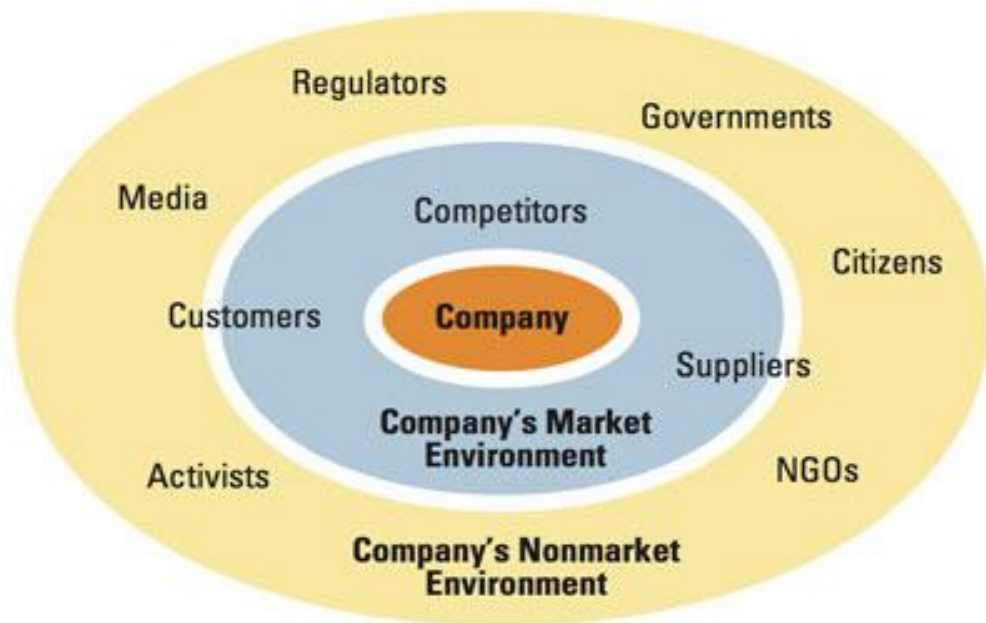 Regulators
Governments
Media
Competitors
Citizens
Customers
Company
Suppliers
Company's Market
Environment
Activists
NGOs
Company's Nonmarket
Environment